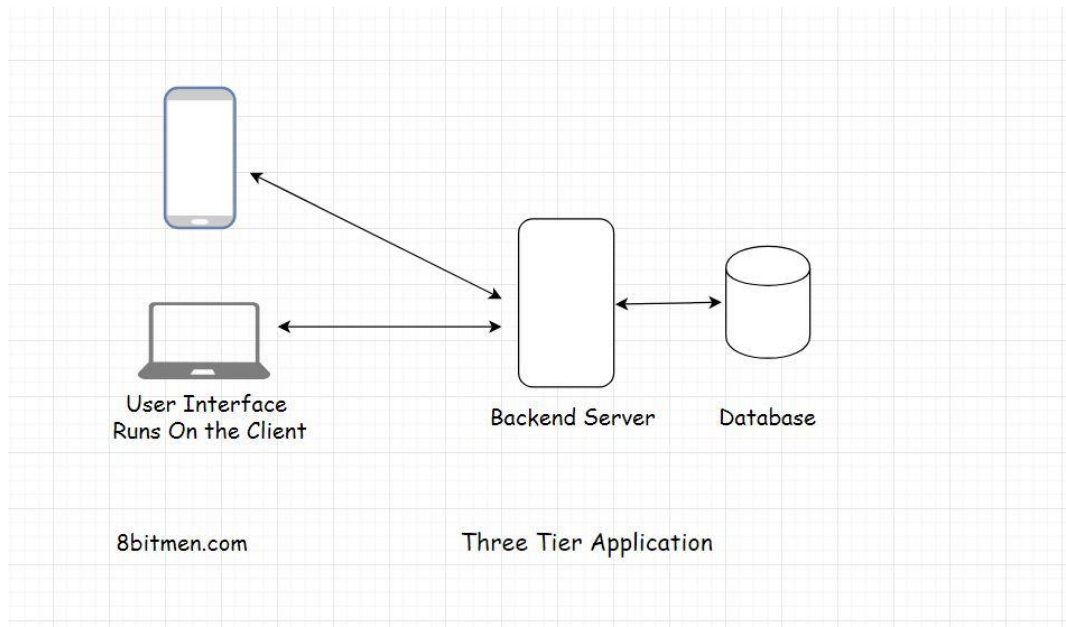 User Interface
Runs On the Client
Backend Server
Database
8bitmen.com
Three Tier Application